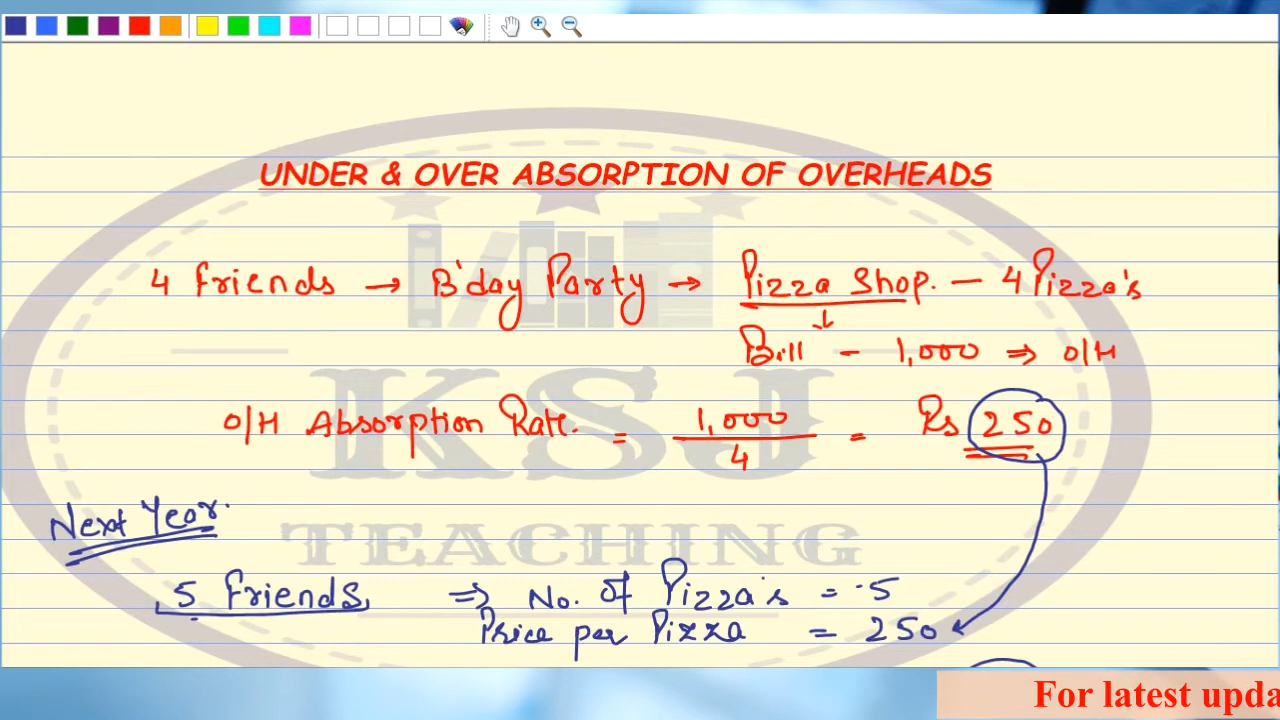 UNDER & OVER ABSORPTION OF OVERHEADS
4 friends → B'day Party → Pizza Shop. — 4 Pizza's
↓
Bill - 1,000 ⇒ O/H
O/H Absorption Rate. = 1,000 / 4 = Rs 250
Next Year.
5 friends ⇒ No. of Pizza's = 5
Price per Pizza = 250
KSJ
TEACHING
For latest upda